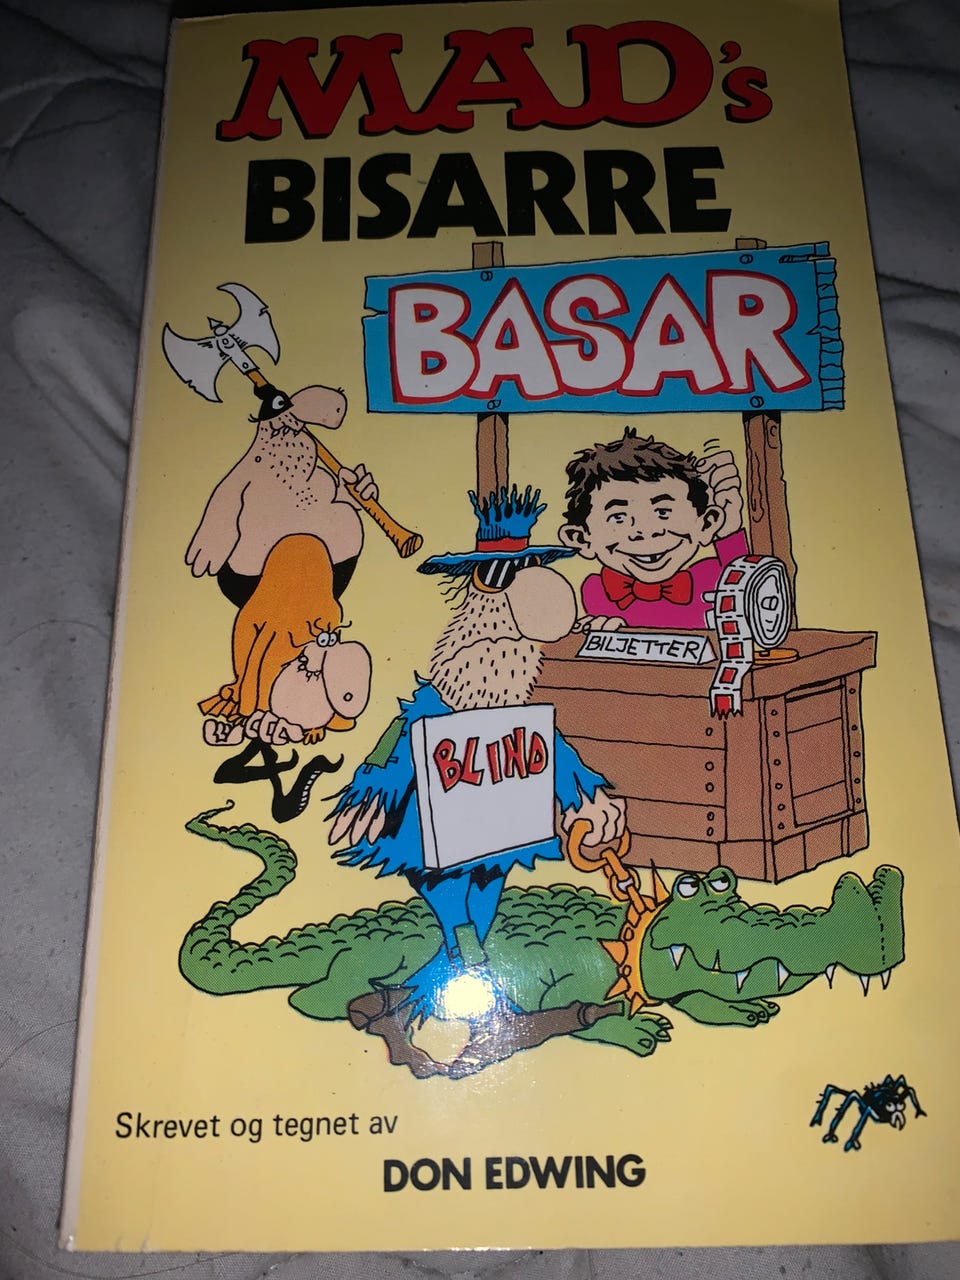 MAD's
BISARRE
BASAR
BILJETTER
BLIND
Skrevet og tegnet av
DON EDWING